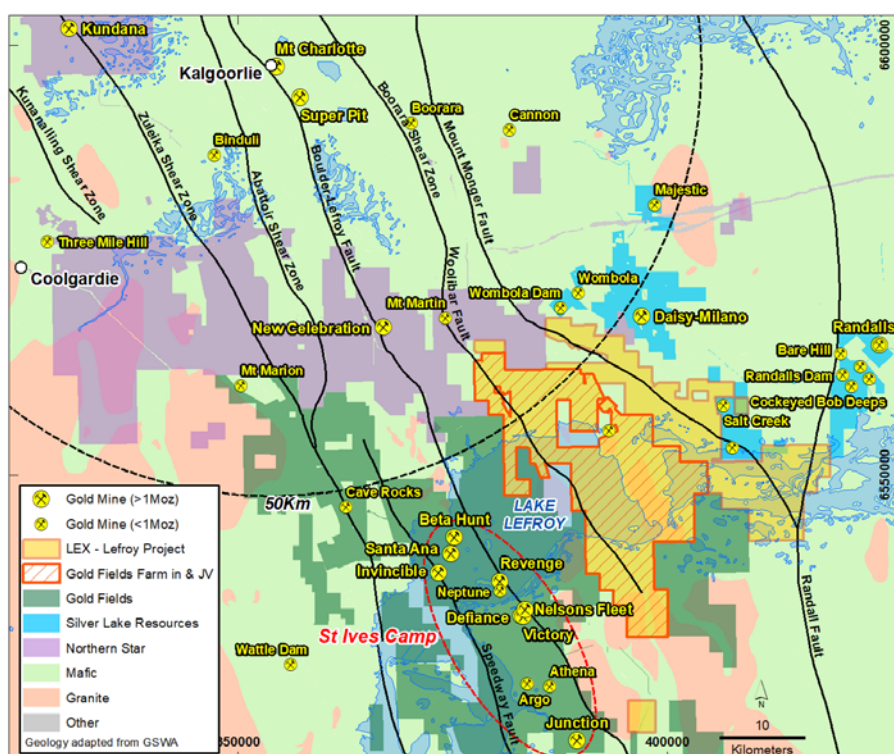 Kundana
Mt Charlotte
Kalgoorlie
Super Pit
Boorara
Cannon
Binduli
Kunanalling Shear Zone
Zuleika Shear Zone
Abattoir Shear Zone
Boulder-Lefroy Fault
Boorara Shear Zone
Mount Monger Fault
Majestic
Three Mile Hill
Coolgardie
Woolibar Fault
Wombola
Wombola Dam
Mt Martin
New Celebration
Daisy-Milano
Randalls
Bare Hill
Randalls Dam
Mt Marion
Cockeyed Bob Deeps
Salt Creek
6600000
6550000
50Km
Cave Rocks
LAKE
LEFROY
Beta Hunt
Santa Ana
Invincible
Revenge
Neptune
Nelsons Fleet
Defiance
Victory
St Ives Camp
Wattle Dam
Speedway Fault
Athena
Argo
Junction
Randall Fault
Gold Mine (>1Moz)
Gold Mine (<1Moz)
LEX - Lefroy Project
Gold Fields Farm in & JV
Gold Fields
Silver Lake Resources
Northern Star
Mafic
Granite
Other
Geology adapted from GSWA
350000
400000
N
10
Kilometers